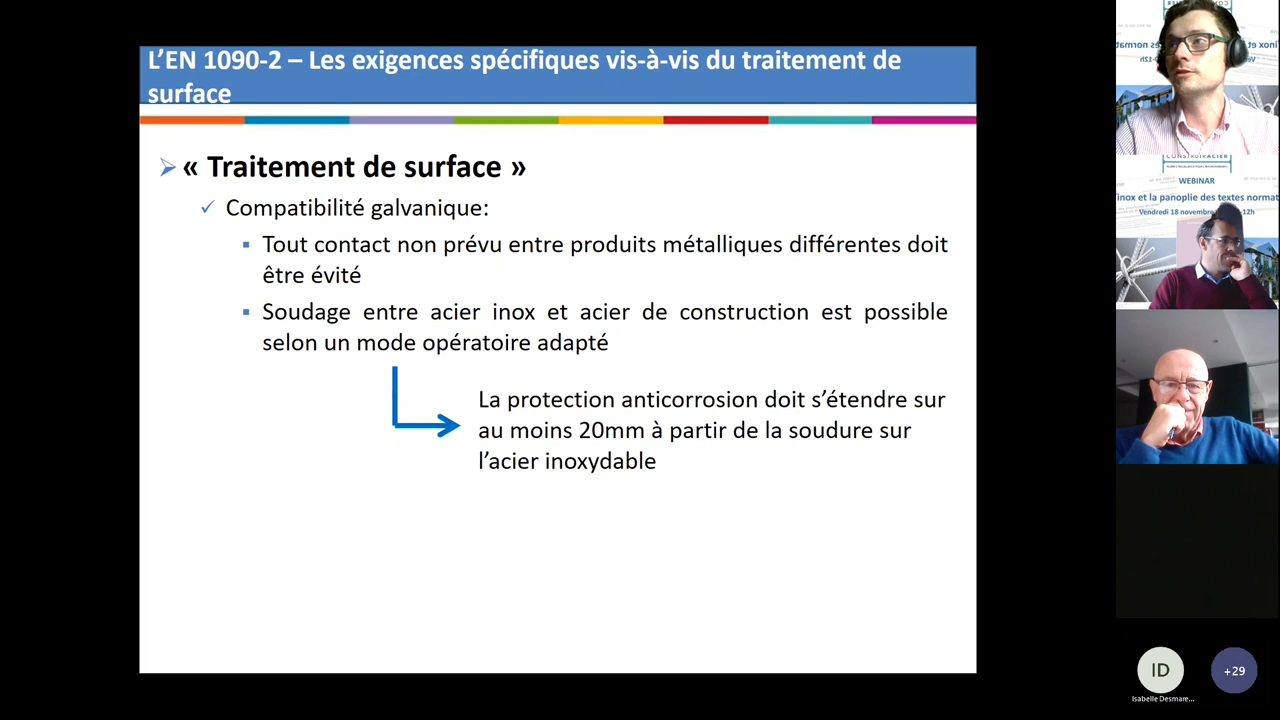 L'EN 1090-2 – Les exigences spécifiques vis-à-vis du traitement de
surface
« Traitement de surface »
Compatibilité galvanique:
Tout contact non prévu entre produits métalliques différentes doit
être évité
Soudage entre acier inox et acier de construction est possible
selon un mode opératoire adapté
La protection anticorrosion doit s'étendre sur
au moins 20mm à partir de la soudure sur
l'acier inoxydable
CONSTRUIRACIER
WEBINAR
inox et la panoplie des textes normat
Vendredi 18 novembre
-12h
ID
+29
Isabelle Desmare...